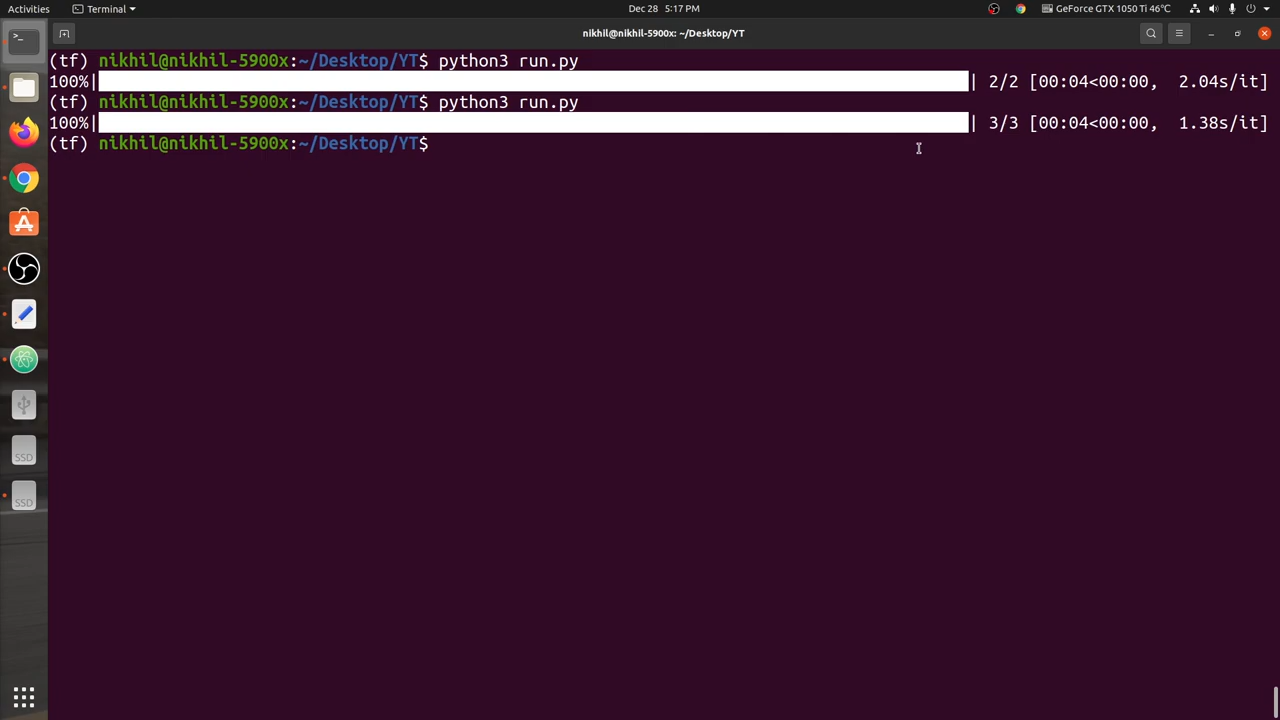 Activities Terminal Dec 28 5:17 PM GeForce GTX 1050 Ti 46°C
nikhil@nikhil-5900x: ~/Desktop/YT
(tf) nikhil@nikhil-5900x:~/Desktop/YT$ python3 run.py
100%| | 2/2 [00:04<00:00, 2.04s/it]
(tf) nikhil@nikhil-5900x:~/Desktop/YT$ python3 run.py
100%| | 3/3 [00:04<00:00, 1.38s/it]
(tf) nikhil@nikhil-5900x:~/Desktop/YT$
SSD
SSD